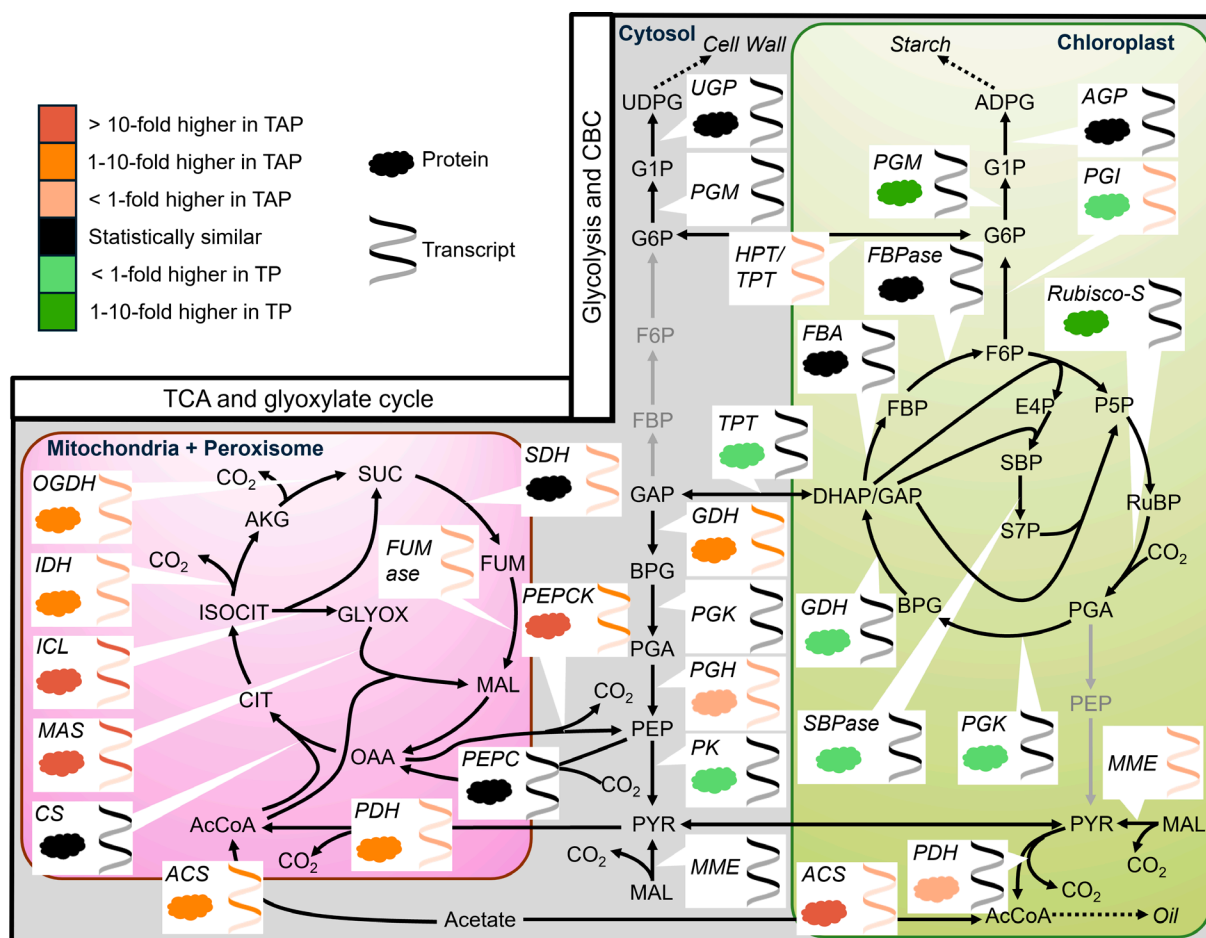 > 10-fold higher in TAP
1-10-fold higher in TAP
< 1-fold higher in TAP
Statistically similar
< 1-fold higher in TP
1-10-fold higher in TP
Protein
Transcript
Glycolysis and CBC
TCA and glyoxylate cycle
Cytosol
Cell Wall
UDPG
UGP
G1P
PGM
G6P
HPT/
TPT
F6P
FBP
TPT
GAP
GDH
BPG
PGK
PGA
PGH
PEP
PK
PYR
CO2
MAL
MME
Chloroplast
Starch
ADPG
AGP
PGM
G1P
PGI
G6P
FBPase
Rubisco-S
FBA
F6P
FBP
E4P
P5P
SBP
DHAP/GAP
S7P
RuBP
CO2
GDH
BPG
PGA
SBPase
PGK
PEP
MME
PYR
MAL
CO2
PDH
CO2
ACS
AcCoA
Oil
Mitochondria + Peroxisome
OGDH
CO2
SUC
SDH
AKG
IDH
CO2
FUM
ase
FUM
ISOCIT
GLYOX
PEPCK
ICL
CIT
MAL
CO2
MAS
OAA
PEPC
CO2
CS
AcCoA
PDH
CO2
ACS
Acetate